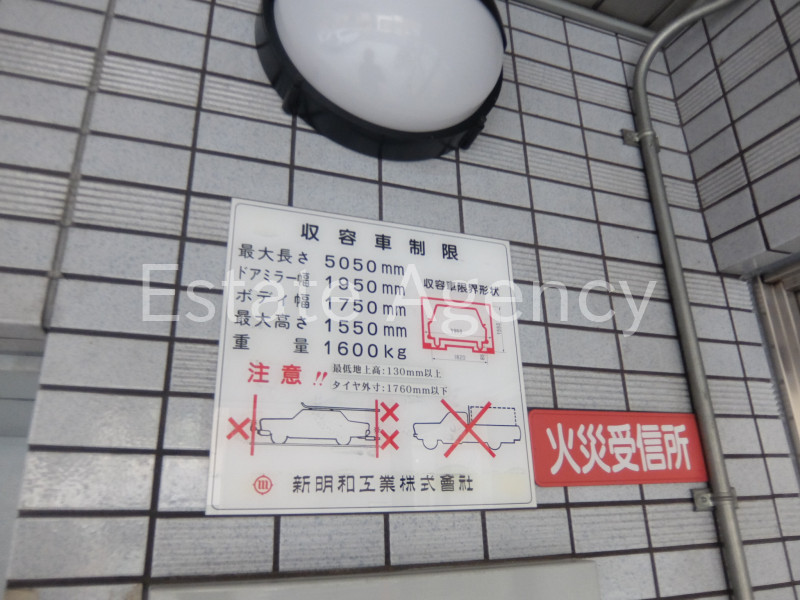 収容車制限
最大長さ 5050mm
ドアミラー幅 1950mm
ボディ幅 1750mm
最大高さ 1550mm
重量 1600kg
収容車限界形状
注意!!
最低地上高:130mm以上
タイヤ外寸:1760mm以下
新明和工業株式會社
火災受信所
Estate Agency